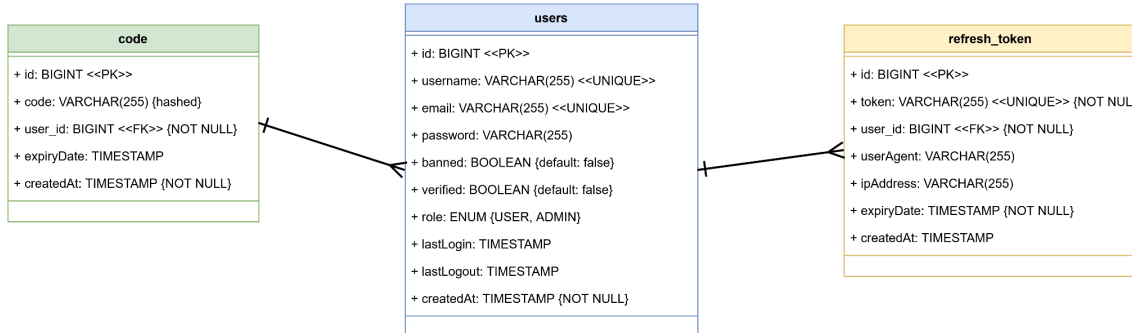 code
+ id: BIGINT <<PK>>
+ code: VARCHAR(255) {hashed}
+ user_id: BIGINT <<FK>> {NOT NULL}
+ expiryDate: TIMESTAMP
+ createdAt: TIMESTAMP {NOT NULL}
users
+ id: BIGINT <<PK>>
+ username: VARCHAR(255) <<UNIQUE>>
+ email: VARCHAR(255) <<UNIQUE>>
+ password: VARCHAR(255)
+ banned: BOOLEAN {default: false}
+ verified: BOOLEAN {default: false}
+ role: ENUM {USER, ADMIN}
+ lastLogin: TIMESTAMP
+ lastLogout: TIMESTAMP
+ createdAt: TIMESTAMP {NOT NULL}
refresh_token
+ id: BIGINT <<PK>>
+ token: VARCHAR(255) <<UNIQUE>> {NOT NUL
+ user_id: BIGINT <<FK>> {NOT NULL}
+ userAgent: VARCHAR(255)
+ ipAddress: VARCHAR(255)
+ expiryDate: TIMESTAMP {NOT NULL}
+ createdAt: TIMESTAMP